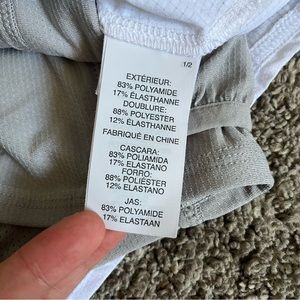 1/2
EXTÉRIEUR:
83% POLYAMIDE
17% ÉLASTHANNE
DOUBLURE:
88% POLYESTER
12% ÉLASTHANNE
FABRIQUÉ EN CHINE
CASCARA:
83% POLIAMIDA
17% ELASTANO
FORRO:
88% POLIÉSTER
12% ELASTANO
JAS:
83% POLYAMIDE
17% ELASTAAN